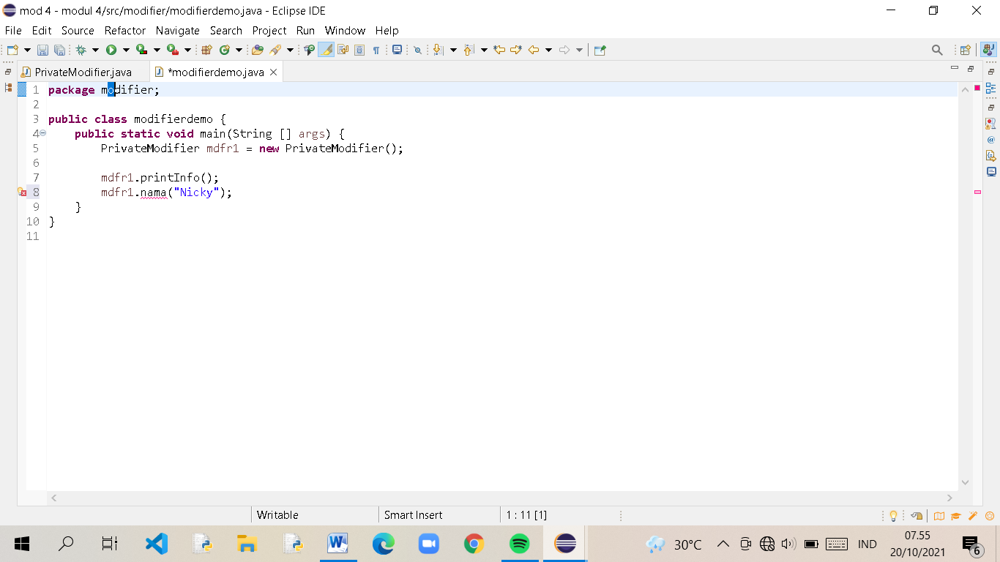 mod 4 - modul 4/src/modifier/modifierdemo.java - Eclipse IDE
File Edit Source Refactor Navigate Search Project Run Window Help
PrivateModifier.java *modifierdemo.java
1 package modifier;
2
3 public class modifierdemo {
4 public static void main(String [] args) {
5 PrivateModifier mdfr1 = new PrivateModifier();
6
7 mdfr1.printInfo();
8 mdfr1.nama("Nicky");
9 }
10 }
11
Writable Smart Insert 1 : 11 [1]
30°C IND 07.55
20/10/2021 6